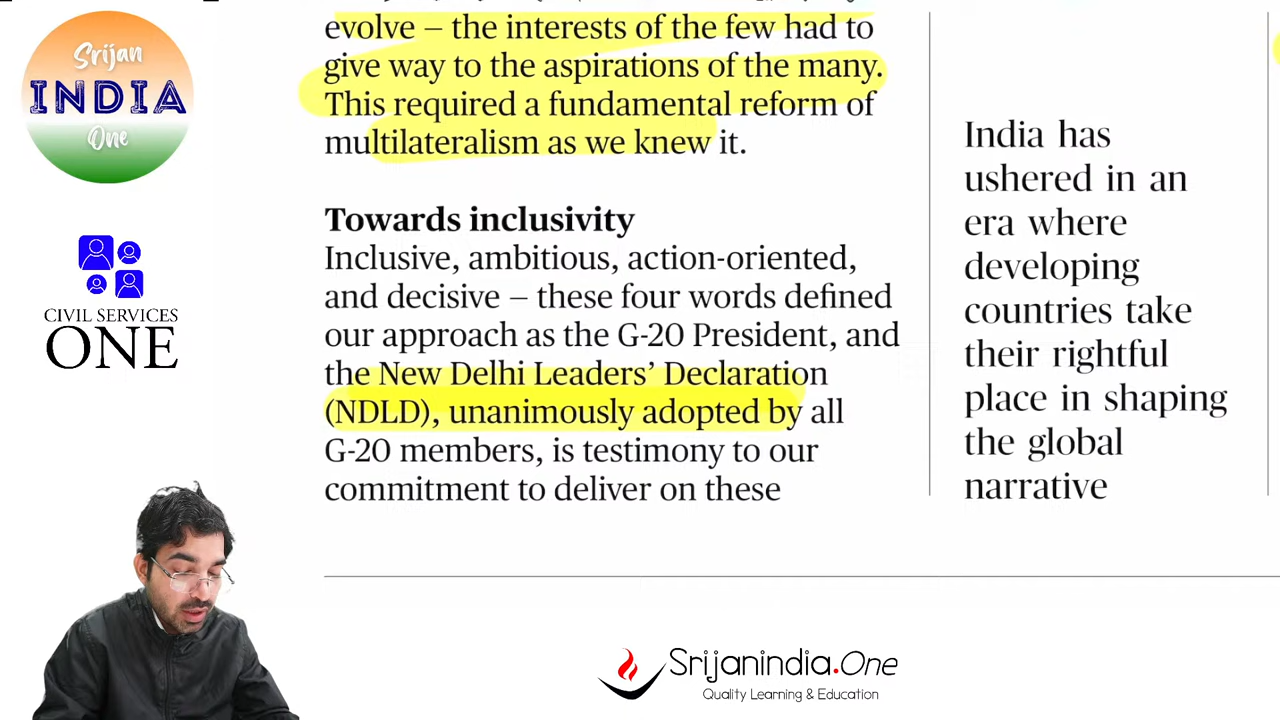 Srijan
INDIA
One
CIVIL SERVICES
ONE
evolve – the interests of the few had to
give way to the aspirations of the many.
This required a fundamental reform of
multilateralism as we knew it.
Towards inclusivity
Inclusive, ambitious, action-oriented,
and decisive – these four words defined
our approach as the G-20 President, and
the New Delhi Leaders’ Declaration
(NDLD), unanimously adopted by all
G-20 members, is testimony to our
commitment to deliver on these
India has
ushered in an
era where
developing
countries take
their rightful
place in shaping
the global
narrative
Srijanindia.One
Quality Learning & Education